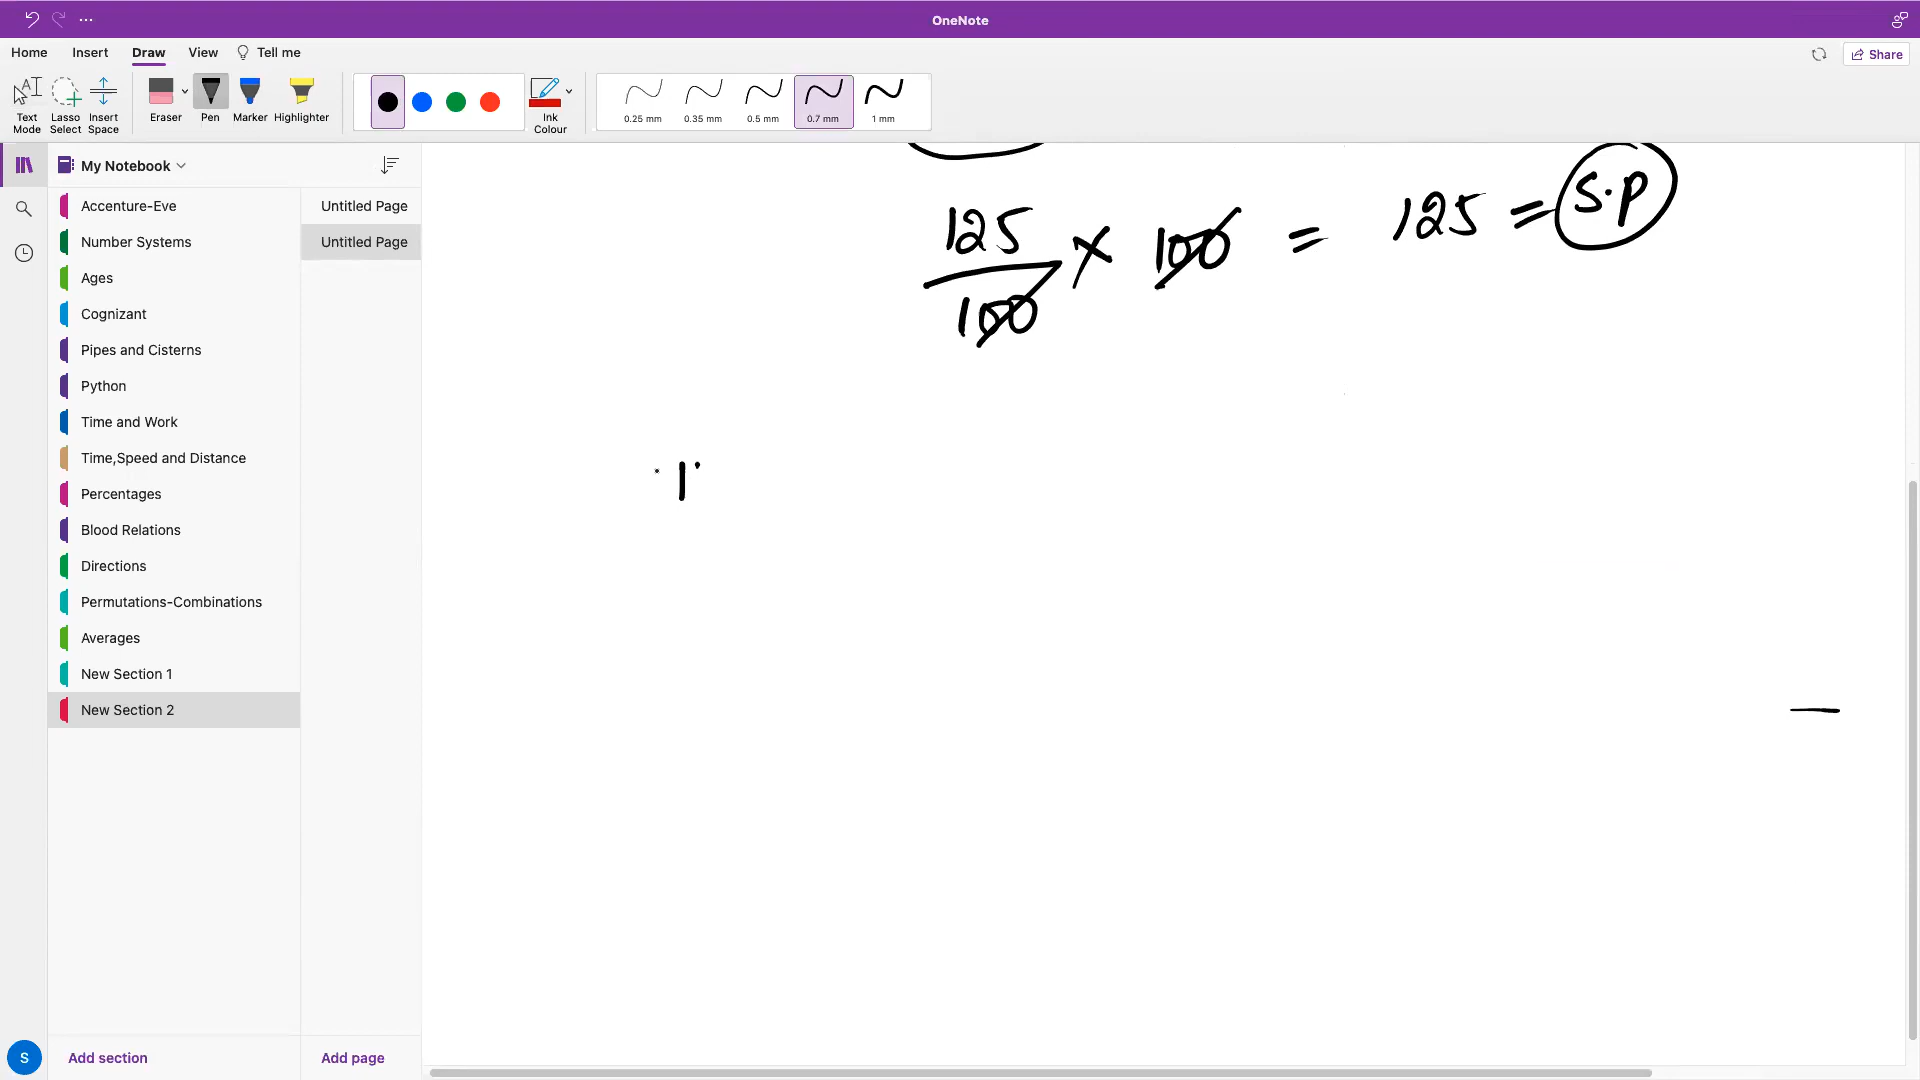 OneNote
Home Insert Draw View Tell me
Share
Text Mode
Lasso Select
Insert Space
Eraser
Pen
Marker
Highlighter
Ink Colour
0.25 mm
0.35 mm
0.5 mm
0.7 mm
1 mm
My Notebook
Accenture-Eve
Number Systems
Ages
Cognizant
Pipes and Cisterns
Python
Time and Work
Time,Speed and Distance
Percentages
Blood Relations
Directions
Permutations-Combinations
Averages
New Section 1
New Section 2
Untitled Page
Untitled Page
125/100 × 100 = 125 = S.P
S
Add section
Add page